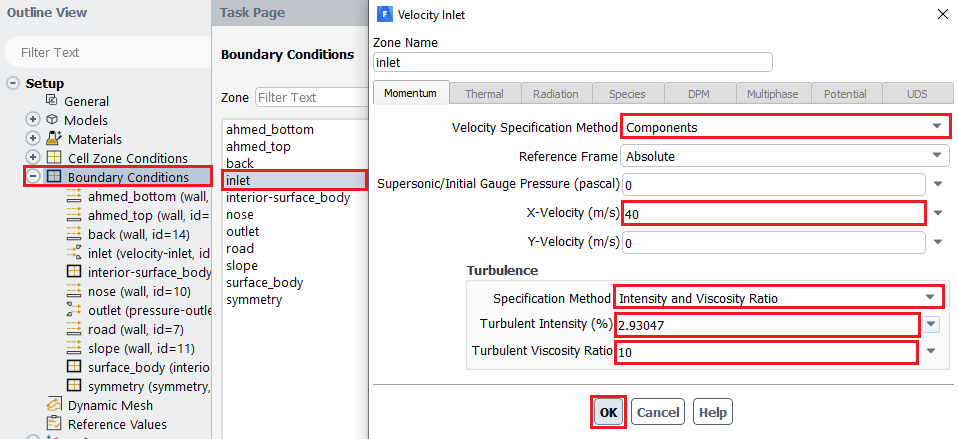 Outline View
Filter Text
Setup
General
Models
Materials
Cell Zone Conditions
Boundary Conditions
ahmed_bottom (wall,
ahmed_top (wall, id=
back (wall, id=14)
inlet (velocity-inlet, id
interior-surface_body
nose (wall, id=10)
outlet (pressure-outle
road (wall, id=7)
slope (wall, id=11)
surface_body (interio
symmetry (symmetry,
Dynamic Mesh
Reference Values
Task Page
Boundary Conditions
Zone Filter Text
ahmed_bottom
ahmed_top
back
inlet
interior-surface_body
nose
outlet
road
slope
surface_body
symmetry
F Velocity Inlet
Zone Name
inlet
Momentum Thermal Radiation Species DPM Multiphase Potential UDS
Velocity Specification Method Components
Reference Frame Absolute
Supersonic/Initial Gauge Pressure (pascal) 0
X-Velocity (m/s) 40
Y-Velocity (m/s) 0
Turbulence
Specification Method Intensity and Viscosity Ratio
Turbulent Intensity (%) 2.93047
Turbulent Viscosity Ratio 10
OK Cancel Help